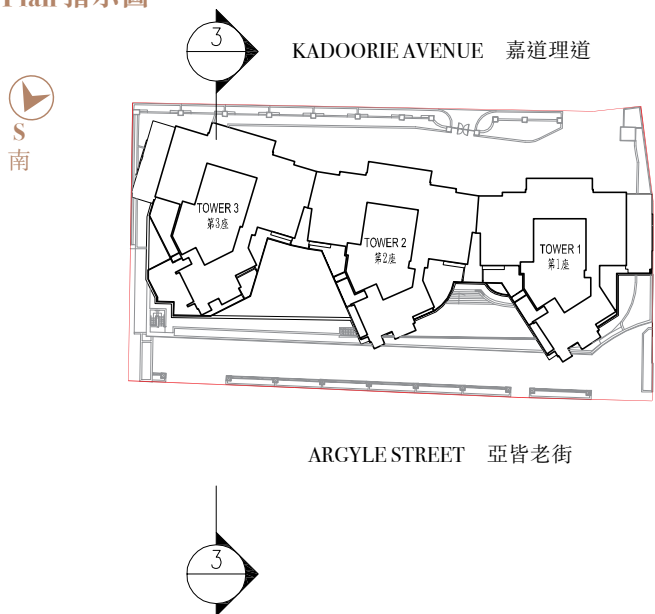 Plan 指示圖
3
KADOORIE AVENUE 嘉道理道
S
南
TOWER 3
第3座
TOWER 2
第2座
TOWER 1
第1座
ARGYLE STREET 亞皆老街
3